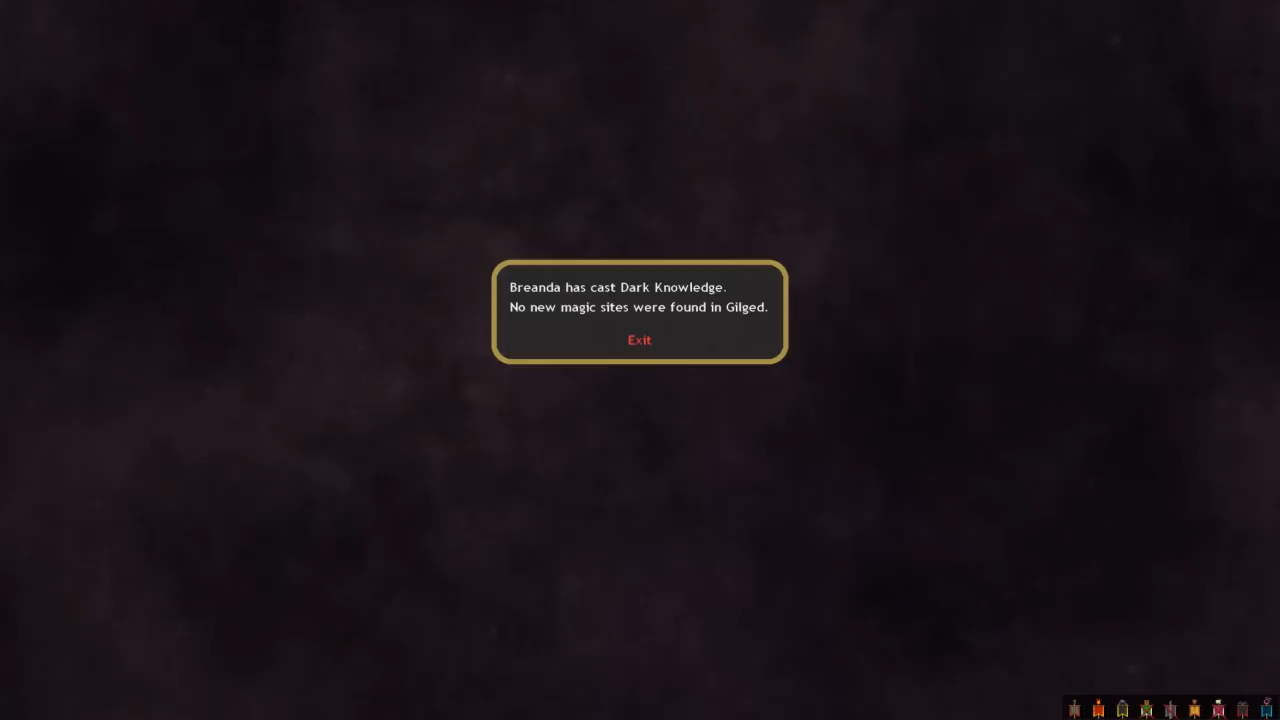 Breanda has cast Dark Knowledge.
No new magic sites were found in Gilged.
Exit